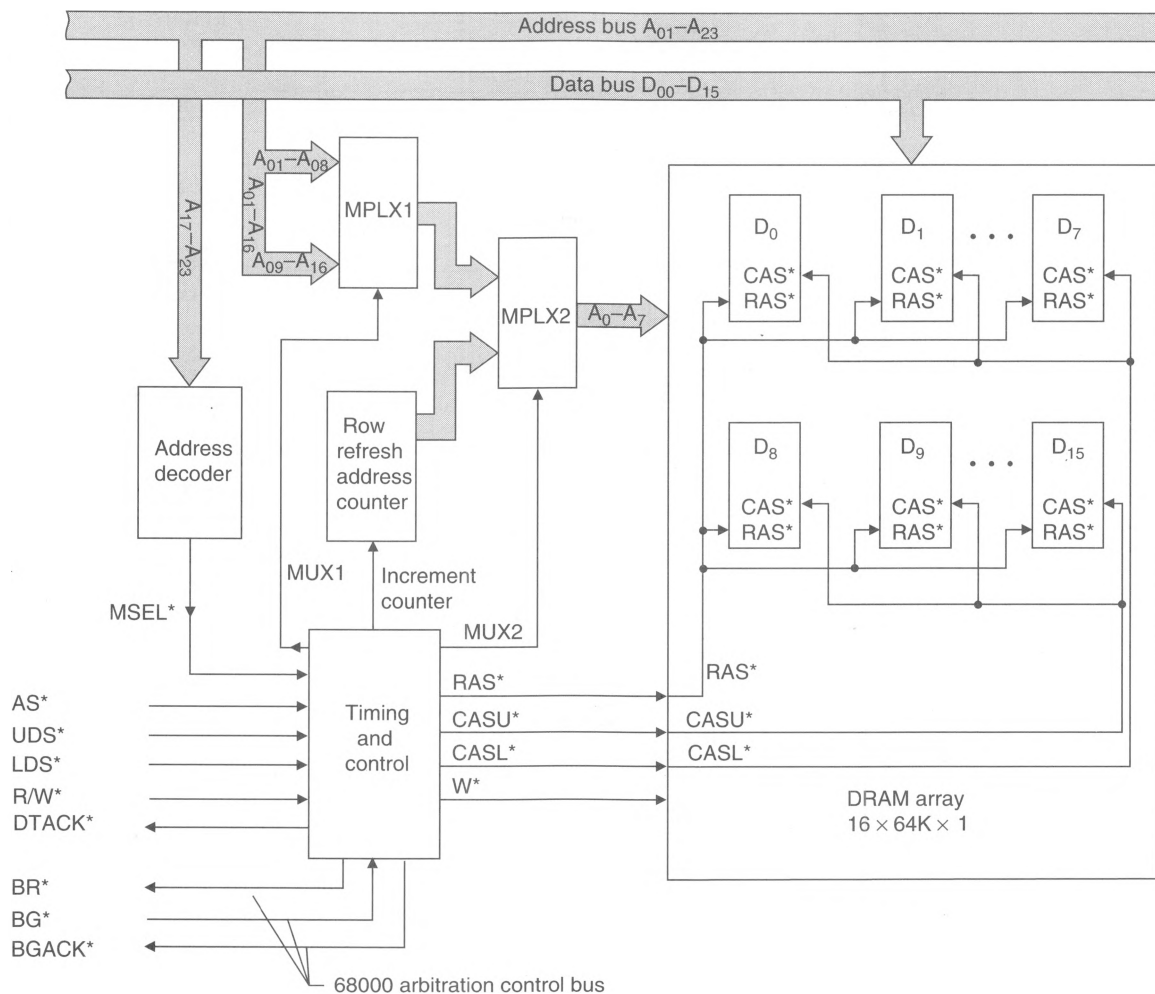 Address bus A₀₁–A₂₃
Data bus D₀₀–D₁₅
A₀₁–A₀₈
A₀₁–A₁₆
A₁₇–A₂₃
A₀₉–A₁₆
MPLX1
MPLX2
A₀–A₇
D₀
CAS*
RAS*
D₁
CAS*
RAS*
• • •
D₇
CAS*
RAS*
Address
decoder
Row
refresh
address
counter
D₈
CAS*
RAS*
D₉
CAS*
RAS*
• • •
D₁₅
CAS*
RAS*
MUX1
Increment
counter
MSEL*
MUX2
RAS*
RAS*
AS*
UDS*
LDS*
R/W*
DTACK*
Timing
and
control
CASU*
CASU*
CASL*
CASL*
W*
DRAM array
16 × 64K × 1
BR*
BG*
BGACK*
68000 arbitration control bus